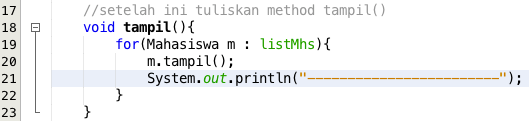 17 //setelah ini tuliskan method tampil()
18 void tampil(){
19 for(Mahasiswa m : listMhs){
20 m.tampil();
21 System.out.println("------------------------");
22 }
23 }